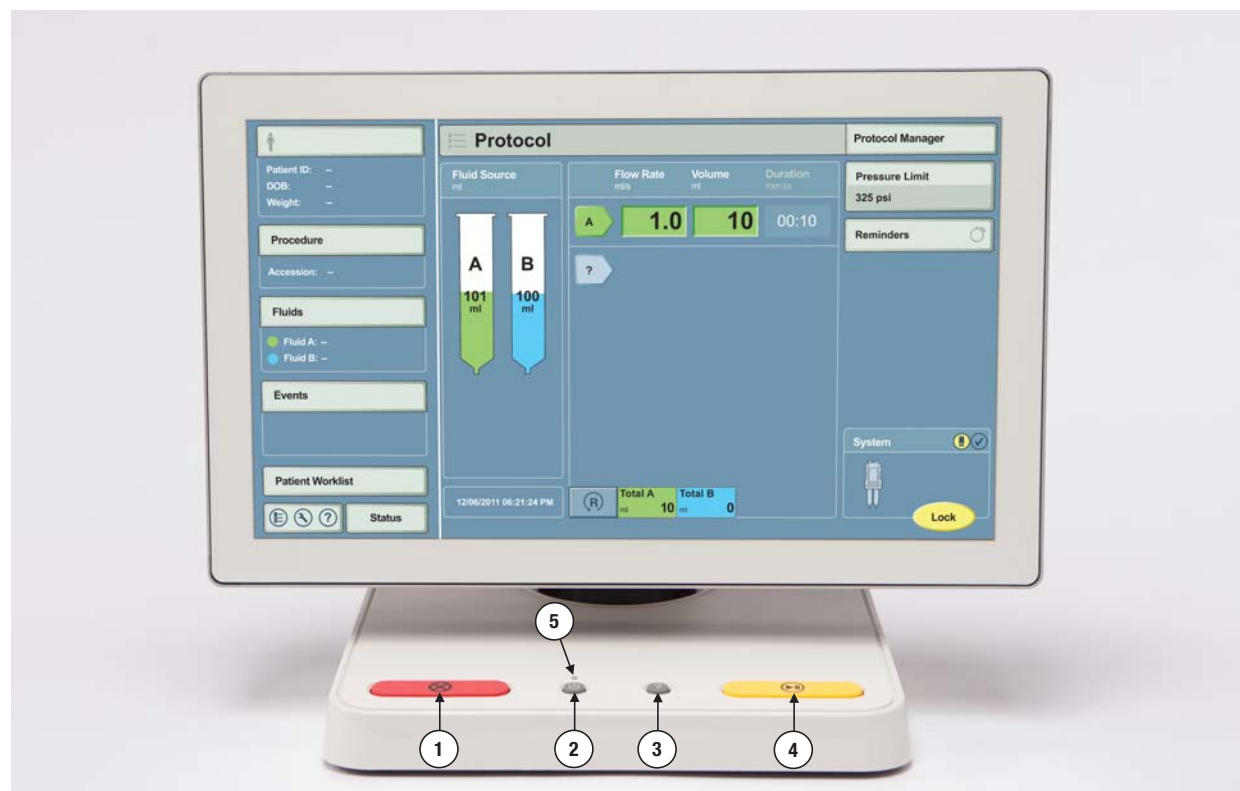 Protocol
Protocol Manager
Patient ID: --
DOB: --
Weight: --
Fluid Source
ml
Flow Rate
ml/s
Volume
ml
Duration
mm:ss
Pressure Limit
325 psi
A
1.0
10
00:10
Reminders
Procedure
Accession: --
A
B
?
101
ml
100
ml
Fluids
Fluid A: --
Fluid B: --
Events
System
Patient Worklist
12/06/2011 06:21:24 PM
R
Total A
ml 10
Total B
ml 0
? Status
Lock
5
1
2
3
4